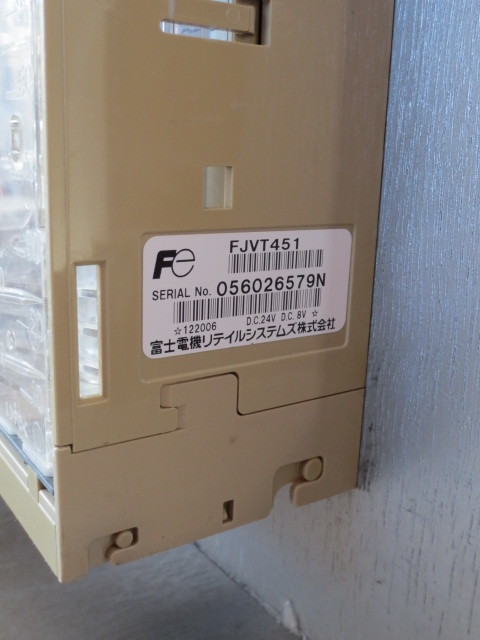 Fe
FJVT451
SERIAL No. 056026579N
☆122006 D.C.24V D.C. 8V ☆
富士電機リテイルシステムズ株式会社